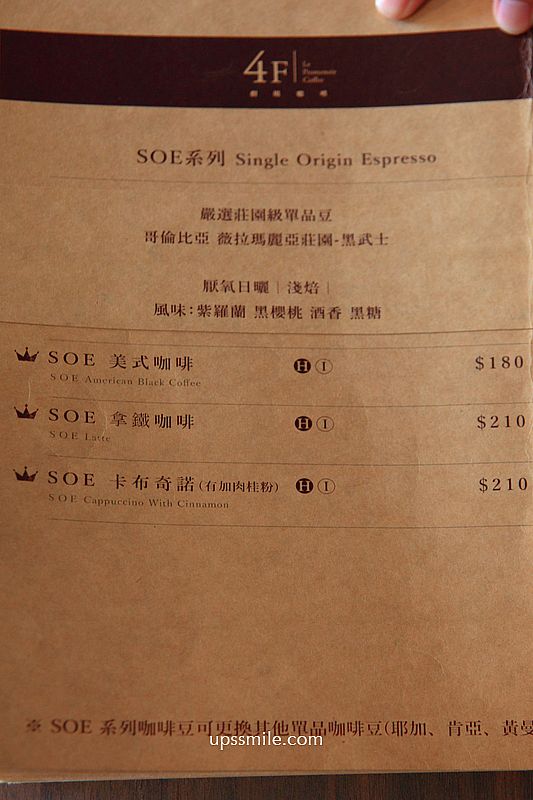 4F
La
Promenade
Coffee
SOE系列 Single Origin Espresso
嚴選莊園級單品豆
哥倫比亞 薇拉瑪麗亞莊園-黑武士
厭氧日曬|淺焙|
風味:紫羅蘭 黑櫻桃 酒香 黑糖
SOE 美式咖啡 H I $180
SOE American Black Coffee
SOE 拿鐵咖啡 H I $210
SOE Latte
SOE 卡布奇諾(有加肉桂粉) H I $210
SOE Cappuccino With Cinnamon
※ SOE 系列咖啡豆可更換其他單品咖啡豆(耶加、肯亞、黃曼
upssmile.com